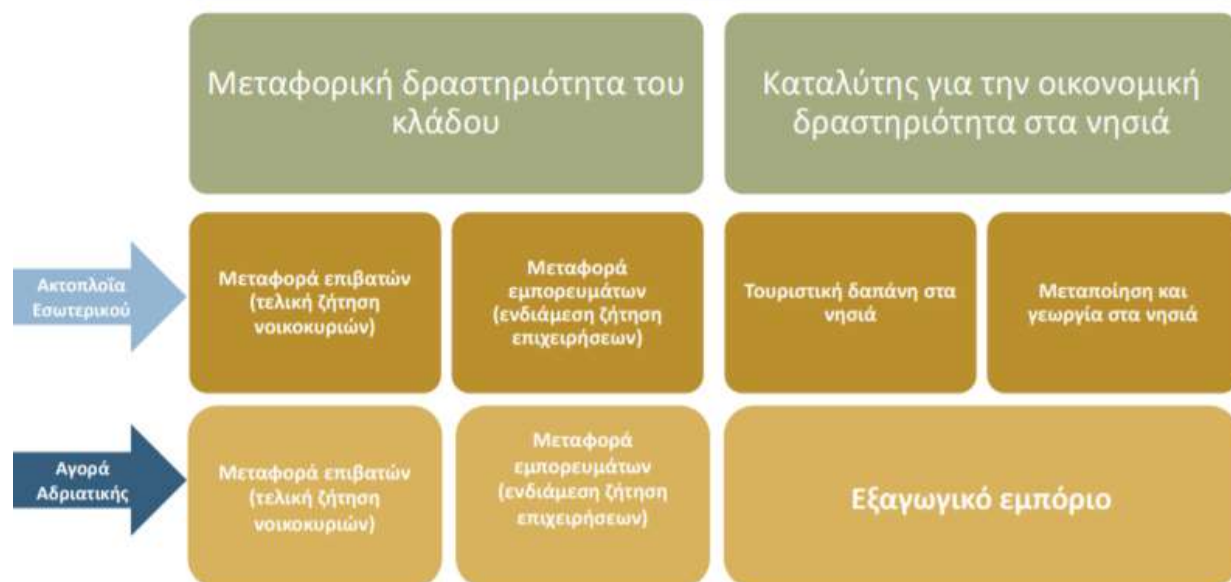 Μεταφορική δραστηριότητα του
κλάδου
Καταλύτης για την οικονομική
δραστηριότητα στα νησιά
Ακτοπλοΐα
Εσωτερικού
Μεταφορά επιβατών
(τελική ζήτηση
νοικοκυριών)
Μεταφορά
εμπορευμάτων
(ενδιάμεση ζήτηση
επιχειρήσεων)
Τουριστική δαπάνη στα
νησιά
Μεταποίηση και
γεωργία στα νησιά
Αγορά
Αδριατικής
Μεταφορά επιβατών
(τελική ζήτηση
νοικοκυριών)
Μεταφορά
εμπορευμάτων
(ενδιάμεση ζήτηση
επιχειρήσεων)
Εξαγωγικό εμπόριο